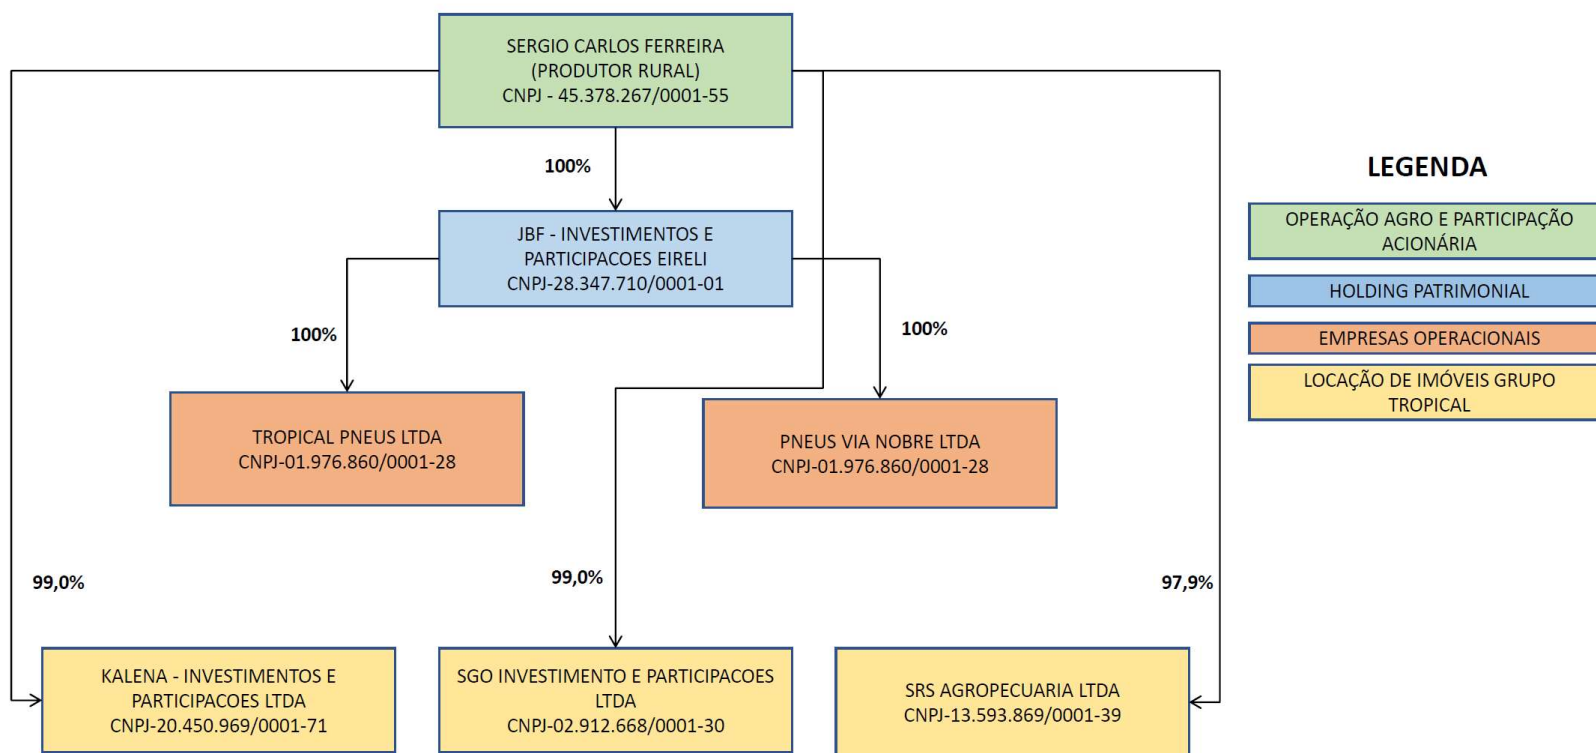 SERGIO CARLOS FERREIRA
(PRODUTOR RURAL)
CNPJ - 45.378.267/0001-55
100%
JBF - INVESTIMENTOS E
PARTICIPACOES EIRELI
CNPJ-28.347.710/0001-01
100%
100%
TROPICAL PNEUS LTDA
CNPJ-01.976.860/0001-28
PNEUS VIA NOBRE LTDA
CNPJ-01.976.860/0001-28
99,0%
99,0%
97,9%
KALENA - INVESTIMENTOS E
PARTICIPACOES LTDA
CNPJ-20.450.969/0001-71
SGO INVESTIMENTO E PARTICIPACOES
LTDA
CNPJ-02.912.668/0001-30
SRS AGROPECUARIA LTDA
CNPJ-13.593.869/0001-39
LEGENDA
OPERAÇÃO AGRO E PARTICIPAÇÃO
ACIONÁRIA
HOLDING PATRIMONIAL
EMPRESAS OPERACIONAIS
LOCAÇÃO DE IMÓVEIS GRUPO
TROPICAL